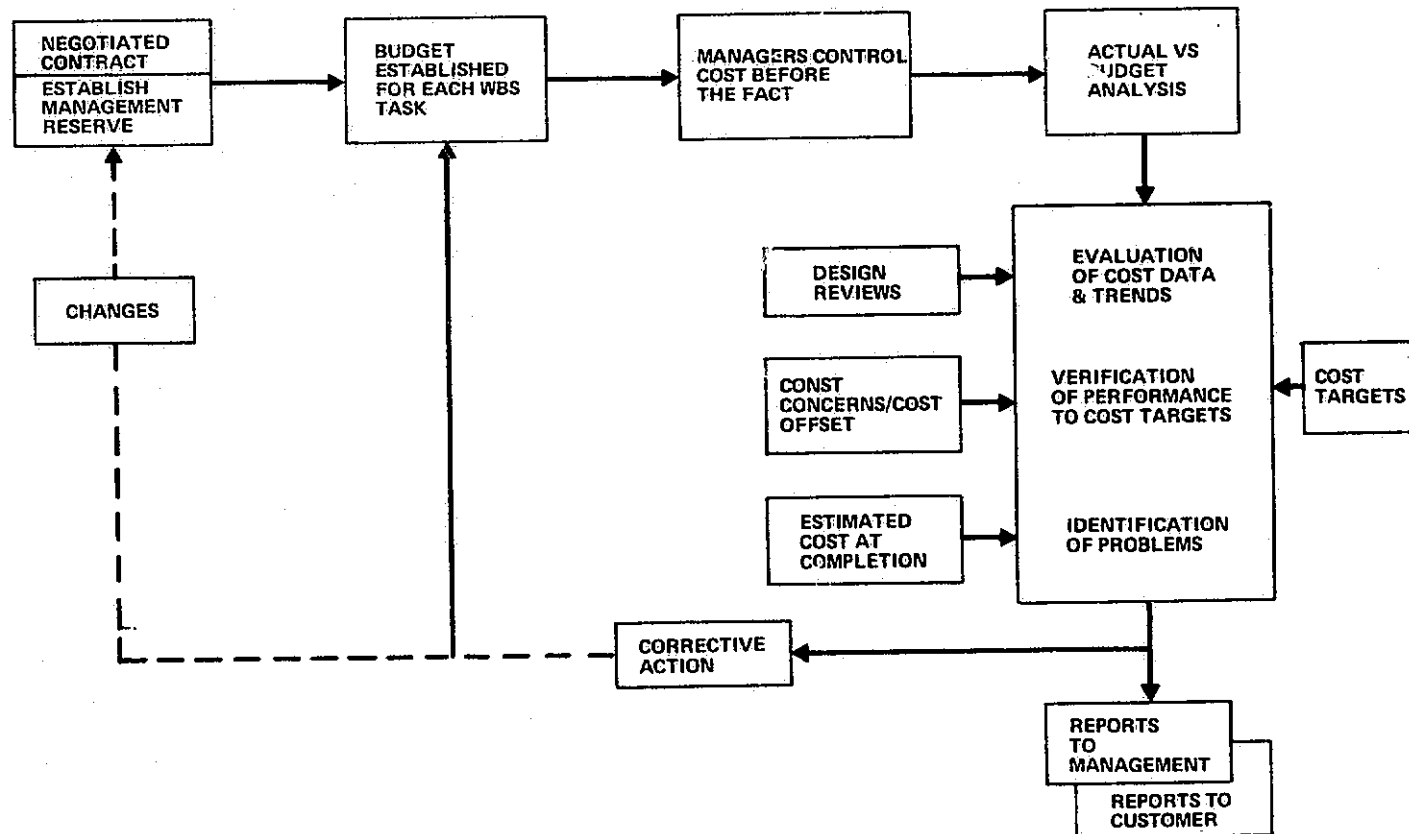 NEGOTIATED
CONTRACT
ESTABLISH
MANAGEMENT
RESERVE
BUDGET
ESTABLISHED
FOR EACH WBS
TASK
MANAGERS CONTROL
COST BEFORE
THE FACT
ACTUAL VS
BUDGET
ANALYSIS
CHANGES
DESIGN
REVIEWS
CONST
CONCERNS/COST
OFFSET
ESTIMATED
COST AT
COMPLETION
EVALUATION
OF COST DATA
& TRENDS
VERIFICATION
OF PERFORMANCE
TO COST TARGETS
IDENTIFICATION
OF PROBLEMS
COST
TARGETS
CORRECTIVE
ACTION
REPORTS
TO
MANAGEMENT
REPORTS TO
CUSTOMER